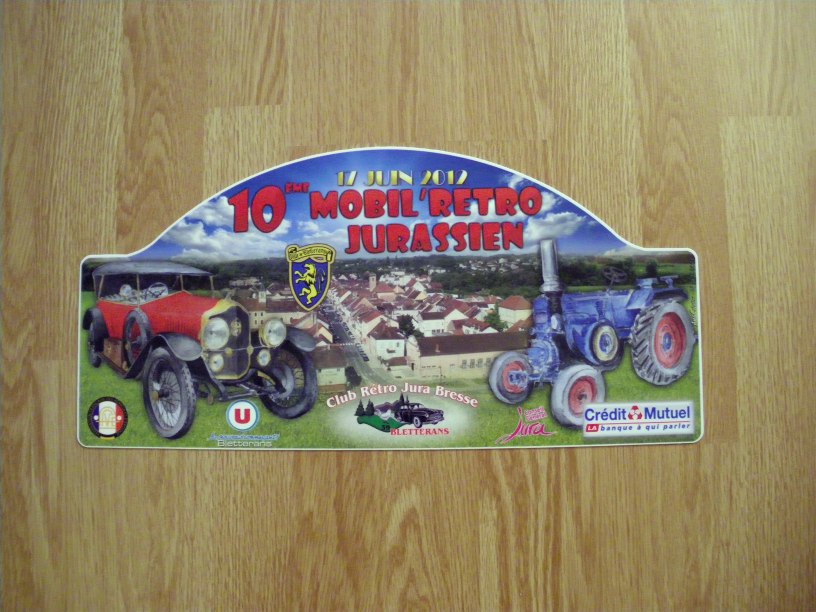 17 JUIN 2012
10ÈME MOBIL'RETRO
JURASSIEN
Club Rétro Jura Bresse
BLETTERANS
U
Bletterans
Jura
Crédit Mutuel
LA banque à qui parler